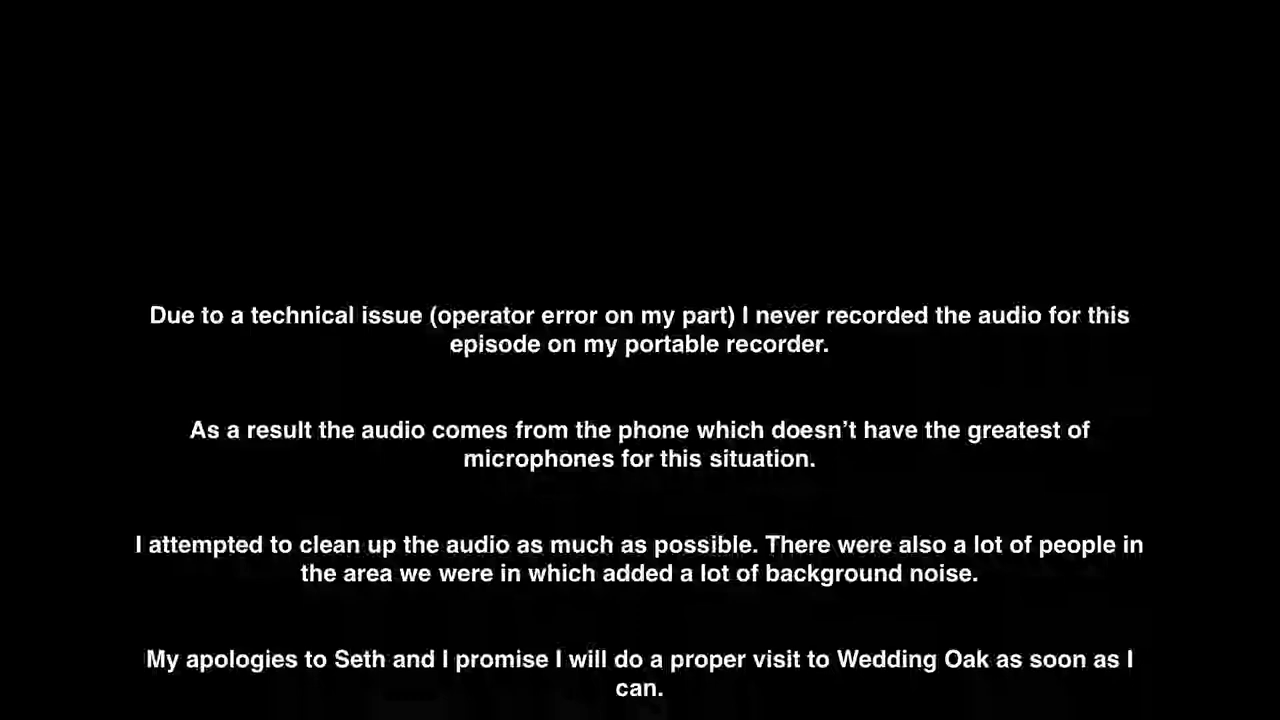 Due to a technical issue (operator error on my part) I never recorded the audio for this
episode on my portable recorder.
As a result the audio comes from the phone which doesn’t have the greatest of
microphones for this situation.
I attempted to clean up the audio as much as possible. There were also a lot of people in
the area we were in which added a lot of background noise.
My apologies to Seth and I promise I will do a proper visit to Wedding Oak as soon as I
can.